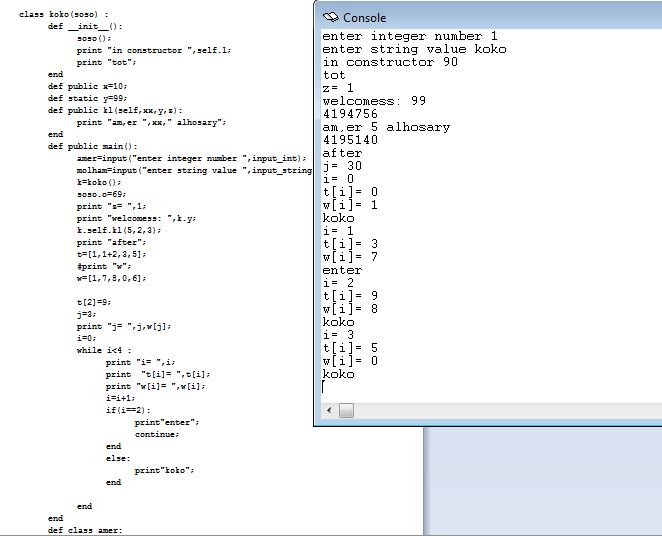 class koko(soso) :
def __init__():
soso();
print "in constructor ",self.l;
print "tot";
end
def public x=10;
def static y=99;
def public kl(self,xx,y,z):
print "am,er ",xx," alhosary";
end
def public main():
amer=input("enter integer number ",input_int);
molham=input("enter string value ",input_string
k=koko();
soso.o=69;
print "z= ",1;
print "welcomess: ",k.y;
k.self.kl(5,2,3);
print "after";
t=[1,1+2,3,5];
#print "w";
w=[1,7,8,0,6];
t[2]=9;
j=3;
print "j= ",j,w[j];
i=0;
while i<4 :
print "i= ",i;
print  "t[i]= ",t[i];
print "w[i]= ",w[i];
i=i+1;
if(i==2):
print"enter";
continue;
end
else:
print"koko";
end
end
end
def class amer:
Console
enter integer number 1
enter string value koko
in constructor 90
tot
z= 1
welcomess: 99
4194756
am,er 5 alhosary
4195140
after
j= 30
i= 0
t[i]= 0
w[i]= 1
koko
i= 1
t[i]= 3
w[i]= 7
enter
i= 2
t[i]= 9
w[i]= 8
koko
i= 3
t[i]= 5
w[i]= 0
koko